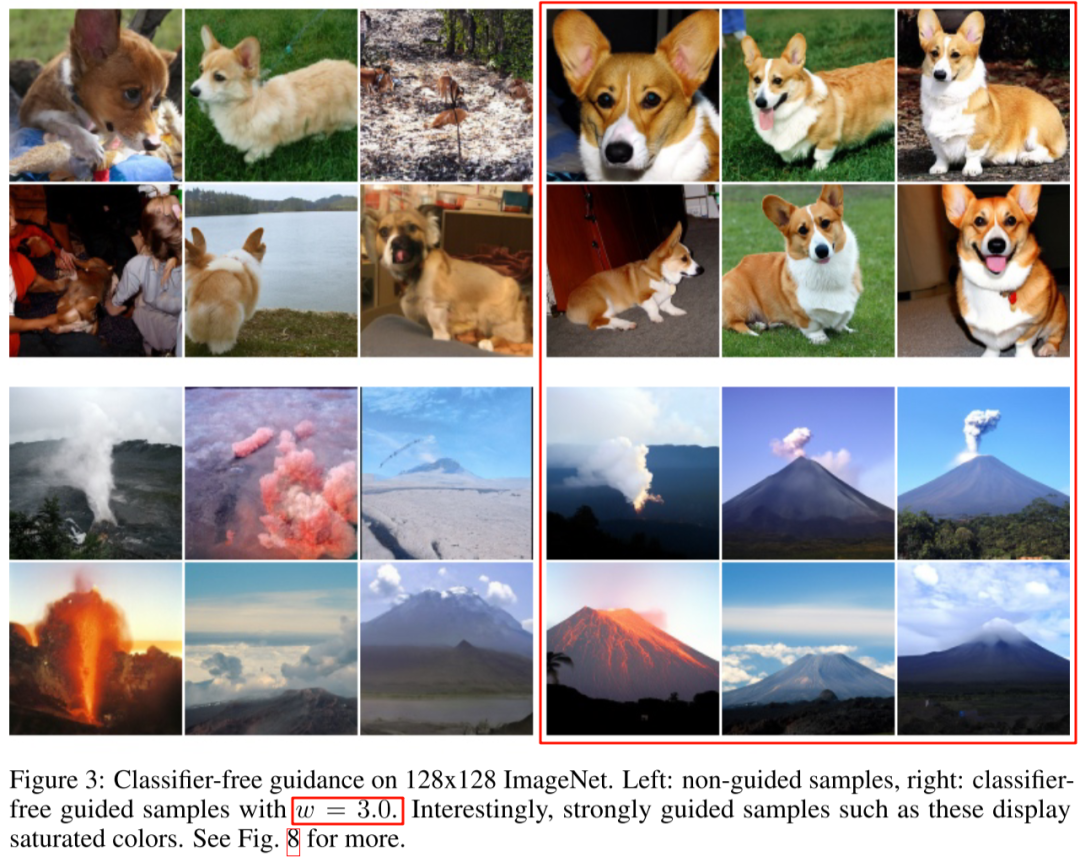 Figure 3: Classifier-free guidance on 128x128 ImageNet. Left: non-guided samples, right: classifier-
free guided samples with w = 3.0. Interestingly, strongly guided samples such as these display
saturated colors. See Fig. 8 for more.